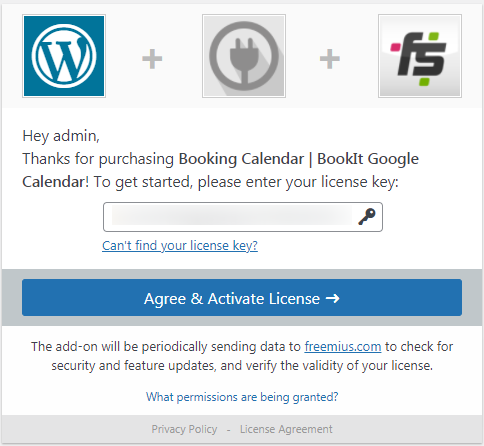 Hey admin,
Thanks for purchasing Booking Calendar | BookIt Google
Calendar! To get started, please enter your license key:
Can't find your license key?
Agree & Activate License →
The add-on will be periodically sending data to freemius.com to check for
security and feature updates, and verify the validity of your license.
What permissions are being granted?
Privacy Policy - License Agreement